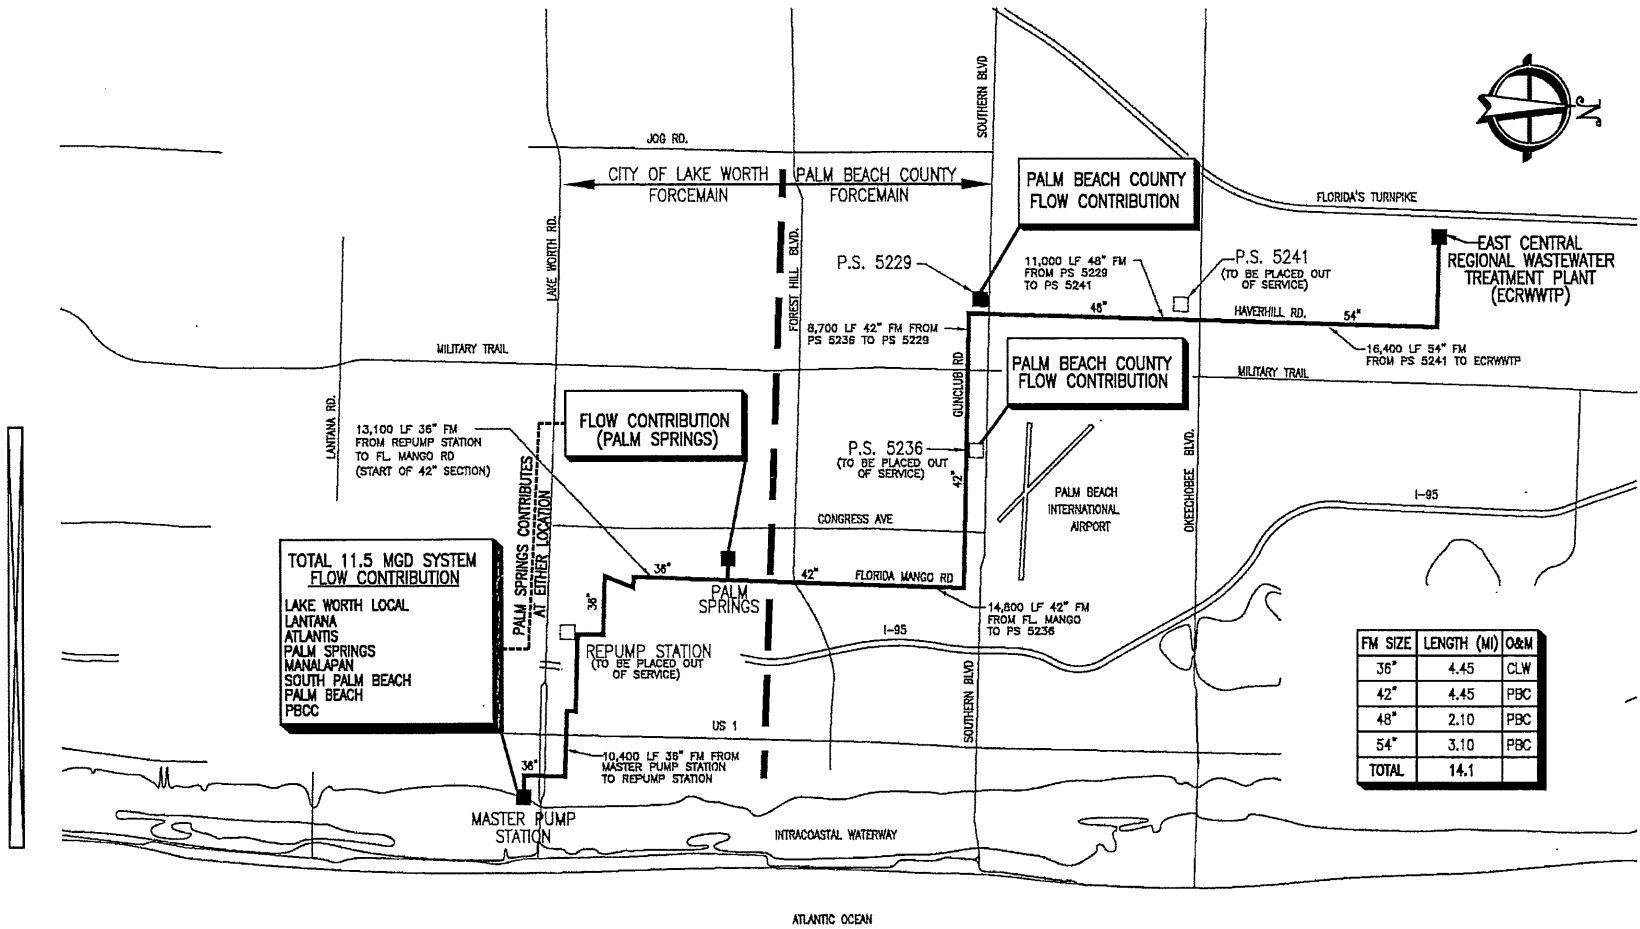 JOG RD.
SOUTHERN BLVD
N
CITY OF LAKE WORTH
FORCEMAIN
PALM BEACH COUNTY
FORCEMAIN
PALM BEACH COUNTY
FLOW CONTRIBUTION
FLORIDA'S TURNPIKE
LAKE WORTH RD.
FOREST HILL BLVD.
P.S. 5229
11,000 LF 48" FM
FROM PS 5229
TO PS 5241
P.S. 5241
(TO BE PLACED OUT
OF SERVICE)
EAST CENTRAL
REGIONAL WASTEWATER
TREATMENT PLANT
(ECRWWTP)
48"
HAVERHILL RD.
54"
8,700 LF 42" FM FROM
PS 5236 TO PS 5229
16,400 LF 54" FM
FROM PS 5241 TO ECRWWTP
MILITARY TRAIL
GUNCLUB RD
PALM BEACH COUNTY
FLOW CONTRIBUTION
MILITARY TRAIL
LANTANA RD.
13,100 LF 36" FM
FROM REPUMP STATION
TO FL. MANGO RD
(START OF 42" SECTION)
FLOW CONTRIBUTION
(PALM SPRINGS)
P.S. 5236
(TO BE PLACED OUT
OF SERVICE)
42"
PALM BEACH
INTERNATIONAL
AIRPORT
OKEECHOBEE BLVD.
I-95
CONGRESS AVE
PALM SPRINGS CONTRIBUTES
AT EITHER LOCATION
TOTAL 11.5 MGD SYSTEM
FLOW CONTRIBUTION
LAKE WORTH LOCAL
LANTANA
ATLANTIS
PALM SPRINGS
MANALAPAN
SOUTH PALM BEACH
PALM BEACH
PBCC
36"
36"
PALM
SPRINGS
42"
FLORIDA MANGO RD
14,800 LF 42" FM
FROM FL. MANGO
TO PS 5236
I-95
REPUMP STATION
(TO BE PLACED OUT
OF SERVICE)
SOUTHERN BLVD
FM SIZE LENGTH (MI) O&M
36" 4.45 CLW
42" 4.45 PBC
48" 2.10 PBC
54" 3.10 PBC
TOTAL 14.1
US 1
36"
10,400 LF 36" FM FROM
MASTER PUMP STATION
TO REPUMP STATION
MASTER PUMP
STATION
INTRACOASTAL WATERWAY
ATLANTIC OCEAN